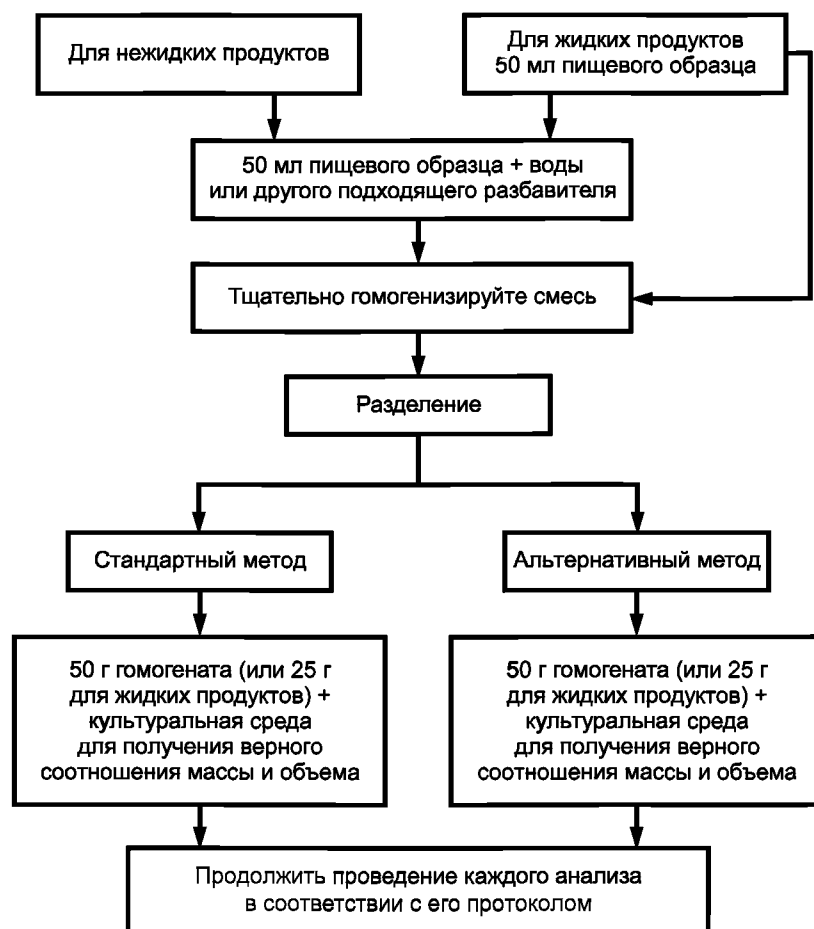 Для нежидких продуктов
Для жидких продуктов
50 мл пищевого образца
50 мл пищевого образца + воды
или другого подходящего разбавителя
Тщательно гомогенизируйте смесь
Разделение
Стандартный метод
Альтернативный метод
50 г гомогената (или 25 г
для жидких продуктов) +
культуральная среда
для получения верного
соотношения массы и объема
50 г гомогената (или 25 г
для жидких продуктов) +
культуральная среда
для получения верного
соотношения массы и объема
Продолжить проведение каждого анализа
в соответствии с его протоколом